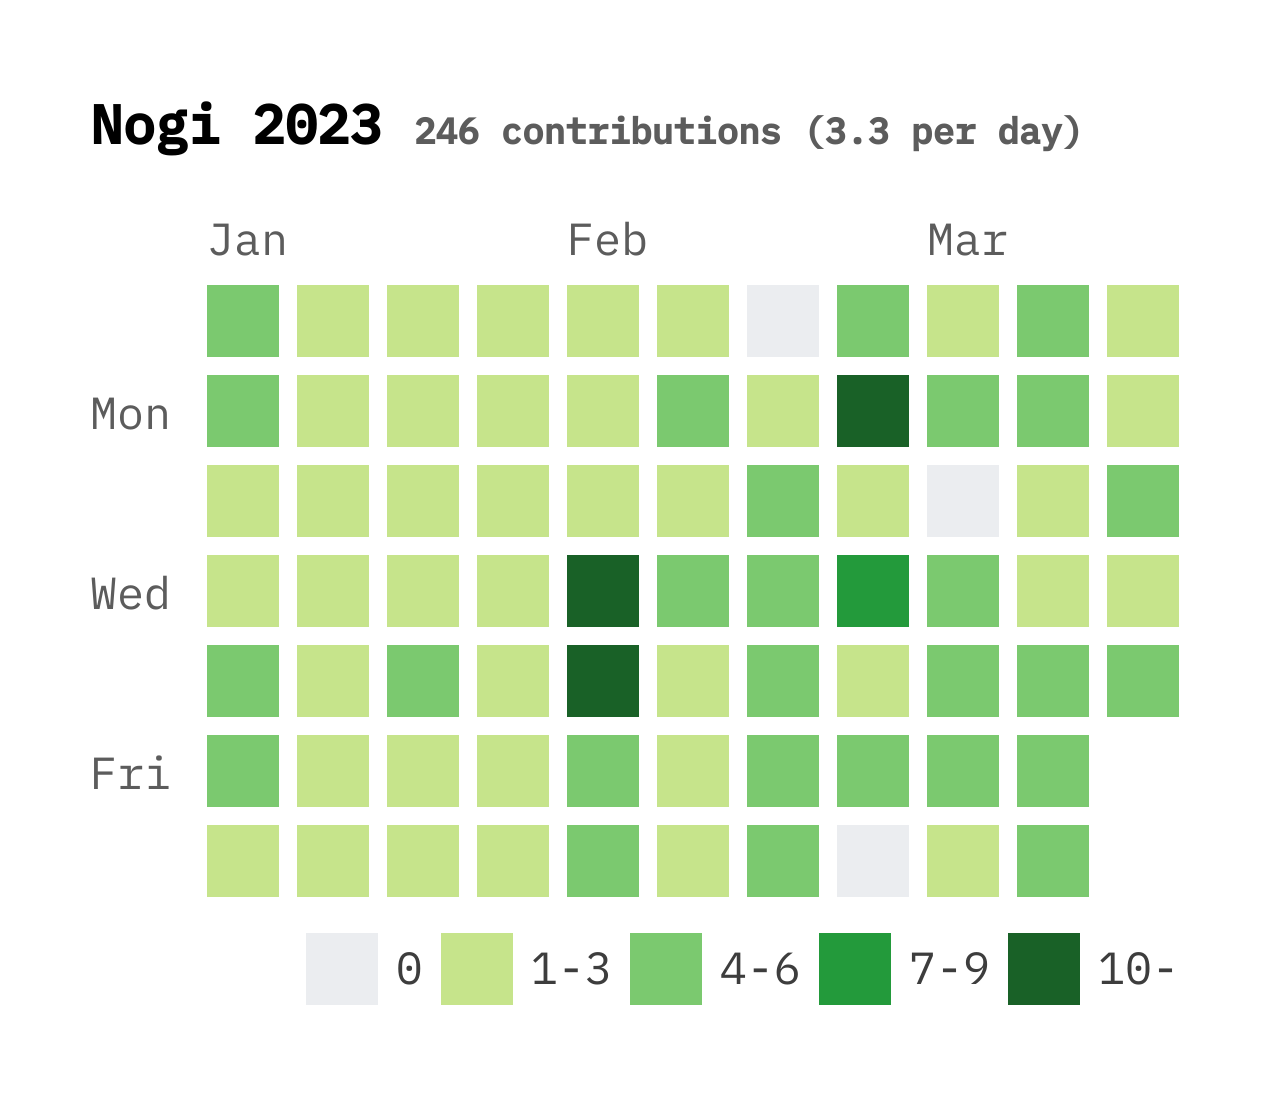 Nogi 2023 246 contributions (3.3 per day)
Jan Feb Mar
Mon
Wed
Fri
0 1-3 4-6 7-9 10-